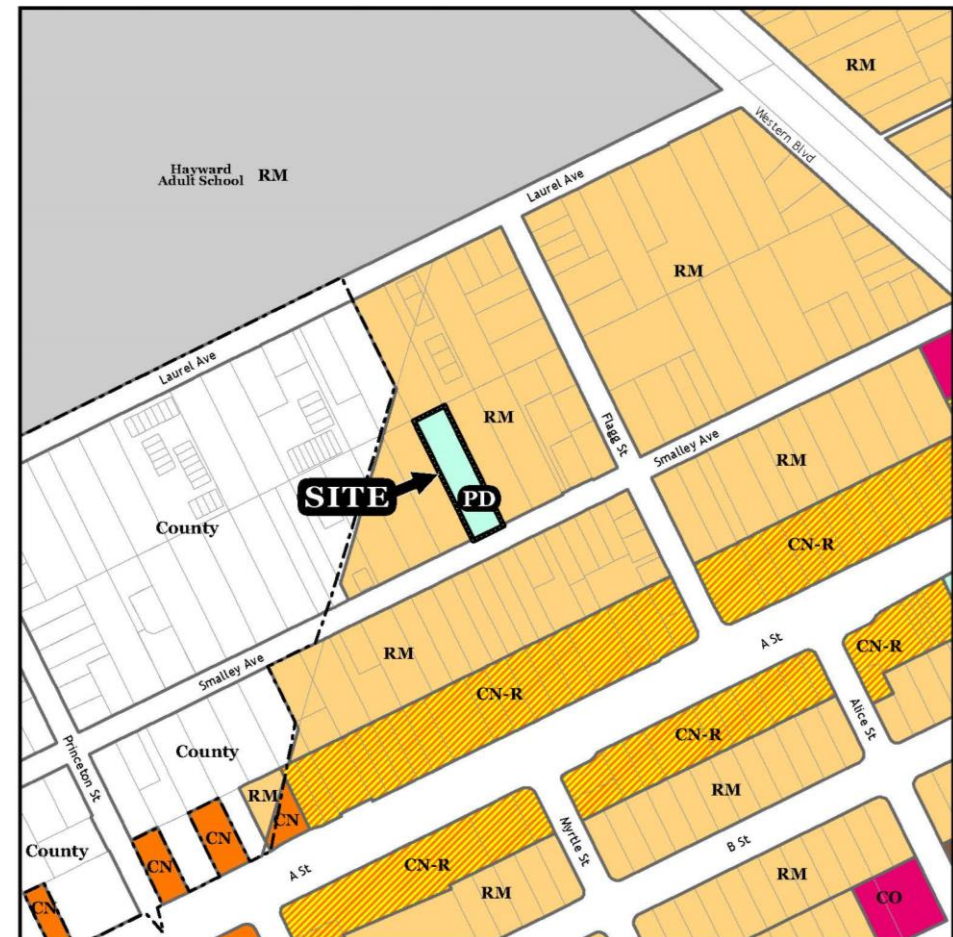 RM
Western Blvd
Hayward
Adult School RM
Laurel Ave
RM
Laurel Ave
RM
Flagg St
Smalley Ave
RM
SITE
PD
County
CN-R
A St
CN-R
RM
Smalley Ave
CN-R
Alice St
CN-R
County
Princeton St
RM
RM
CN
CN
CN
B St
Myrtle St
County
A St
CN-R
RM
RM
CO
CN